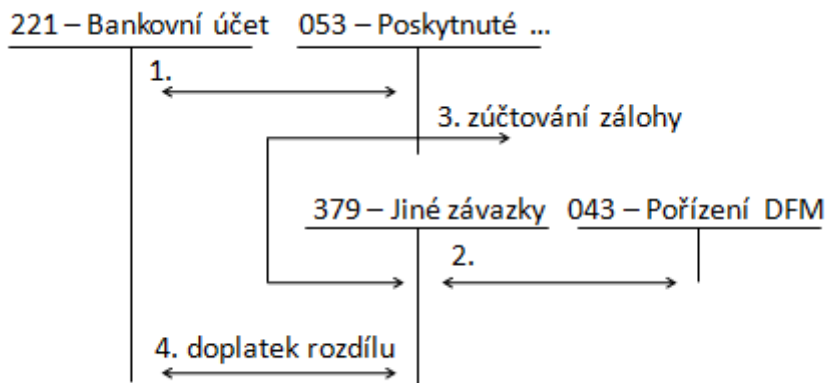 221 – Bankovní účet 053 – Poskytnuté ...
1.
3. zúčtování zálohy
379 – Jiné závazky 043 – Pořízení DFM
2.
4. doplatek rozdílu